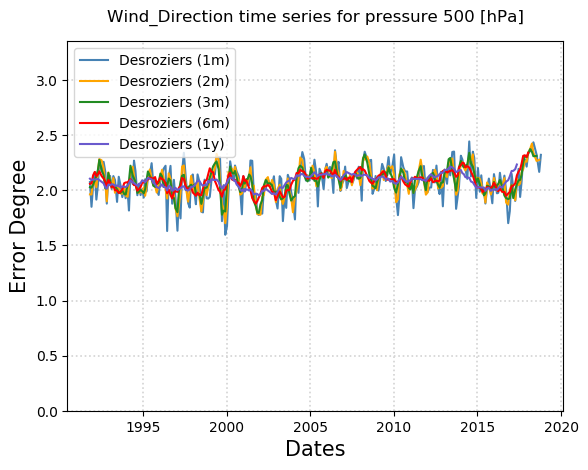 Wind_Direction time series for pressure 500 [hPa]
Desroziers (1m)
Desroziers (2m)
Desroziers (3m)
Desroziers (6m)
Desroziers (1y)
Error Degree
3.0
2.5
2.0
1.5
1.0
0.5
0.0
1995 2000 2005 2010 2015 2020
Dates